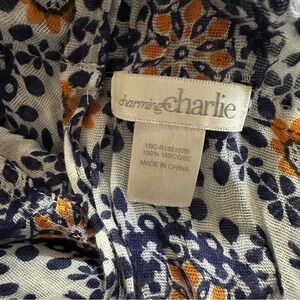 charming charlie
100% VISCOSE
MADE IN CHINA